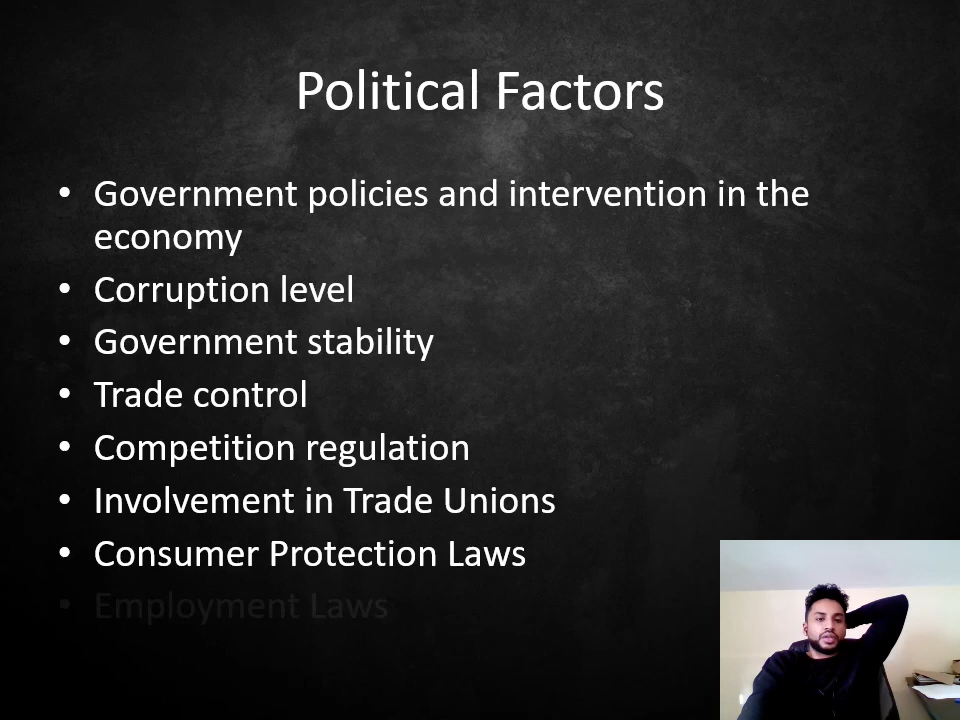 Political Factors
• Government policies and intervention in the
economy
• Corruption level
• Government stability
• Trade control
• Competition regulation
• Involvement in Trade Unions
• Consumer Protection Laws
• Employment Laws